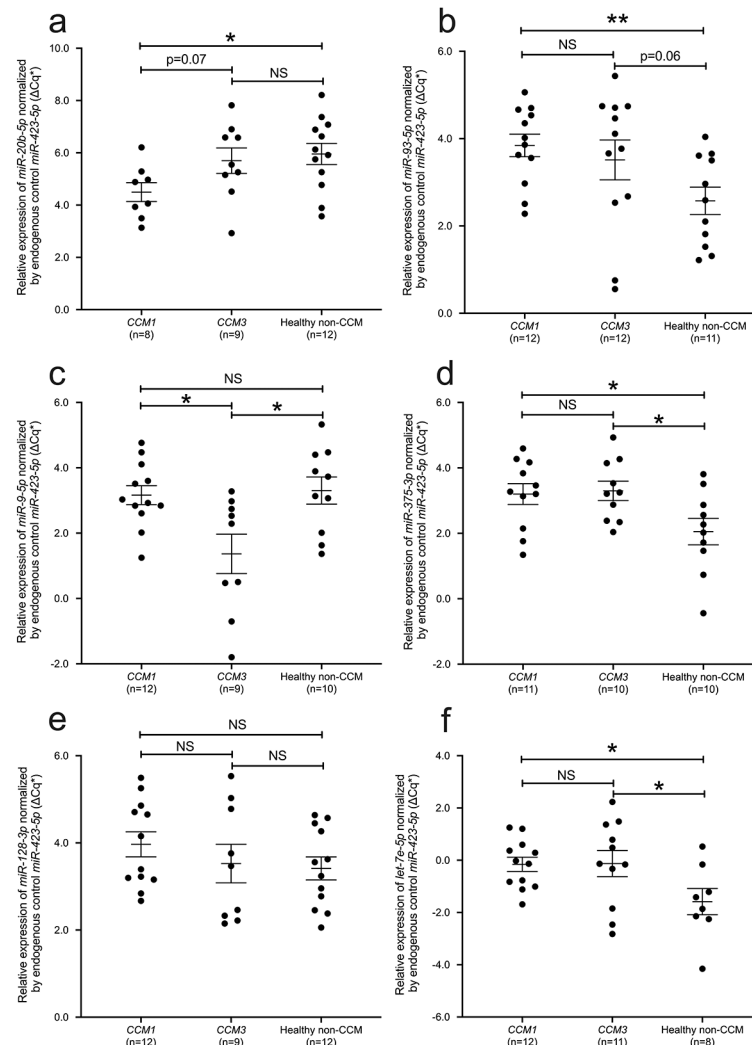 a
Relative expression of miR-20b-5p normalized
by endogenous control miR-423-5p (ΔCq*)
10.0
8.0
6.0
4.0
2.0
0.0
*
p=0.07
NS
CCM1
(n=8)
CCM3
(n=9)
Healthy non-CCM
(n=12)
b
Relative expression of miR-93-5p normalized
by endogenous control miR-423-5p (ΔCq*)
6.0
4.0
2.0
0.0
**
NS
p=0.06
CCM1
(n=12)
CCM3
(n=12)
Healthy non-CCM
(n=11)
c
Relative expression of miR-9-5p normalized
by endogenous control miR-423-5p (ΔCq*)
6.0
4.0
2.0
0.0
-2.0
NS
*
*
CCM1
(n=12)
CCM3
(n=9)
Healthy non-CCM
(n=10)
d
Relative expression of miR-375-3p normalized
by endogenous control miR-423-5p (ΔCq*)
6.0
4.0
2.0
0.0
-2.0
*
NS
*
CCM1
(n=11)
CCM3
(n=10)
Healthy non-CCM
(n=10)
e
Relative expression of miR-128-3p normalized
by endogenous control miR-423-5p (ΔCq*)
6.0
4.0
2.0
0.0
NS
NS
NS
CCM1
(n=12)
CCM3
(n=9)
Healthy non-CCM
(n=12)
f
Relative expression of let-7e-5p normalized
by endogenous control miR-423-5p (ΔCq*)
4.0
2.0
0.0
-2.0
-4.0
-6.0
*
NS
*
CCM1
(n=12)
CCM3
(n=11)
Healthy non-CCM
(n=8)